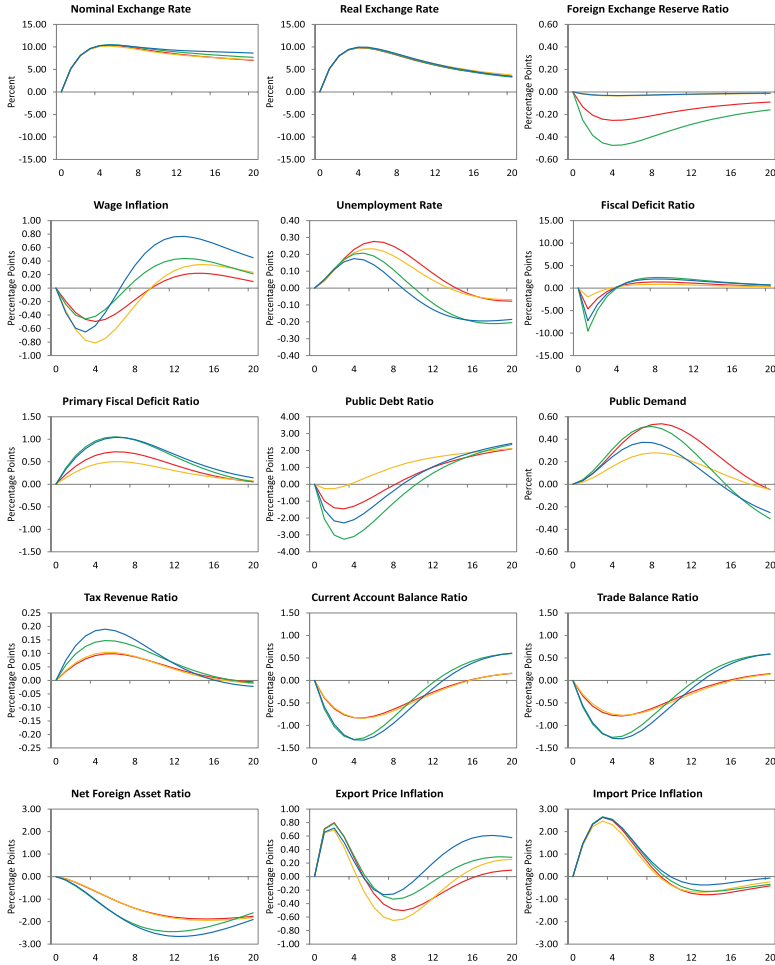 Nominal Exchange Rate
Percent
15.00
10.00
5.00
0.00
-5.00
-10.00
-15.00
0 4 8 12 16 20
Real Exchange Rate
Percent
15.00
10.00
5.00
0.00
-5.00
-10.00
-15.00
0 4 8 12 16 20
Foreign Exchange Reserve Ratio
Percentage Points
0.60
0.40
0.20
0.00
-0.20
-0.40
-0.60
0 4 8 12 16 20
Wage Inflation
Percentage Points
1.00
0.80
0.60
0.40
0.20
0.00
-0.20
-0.40
-0.60
-0.80
-1.00
0 4 8 12 16 20
Unemployment Rate
Percentage Points
0.40
0.30
0.20
0.10
0.00
-0.10
-0.20
-0.30
-0.40
0 4 8 12 16 20
Fiscal Deficit Ratio
Percentage Points
15.00
10.00
5.00
0.00
-5.00
-10.00
-15.00
0 4 8 12 16 20
Primary Fiscal Deficit Ratio
Percentage Points
1.50
1.00
0.50
0.00
-0.50
-1.00
-1.50
0 4 8 12 16 20
Public Debt Ratio
Percentage Points
4.00
3.00
2.00
1.00
0.00
-1.00
-2.00
-3.00
-4.00
0 4 8 12 16 20
Public Demand
Percent
0.60
0.40
0.20
0.00
-0.20
-0.40
-0.60
0 4 8 12 16 20
Tax Revenue Ratio
Percentage Points
0.25
0.20
0.15
0.10
0.05
0.00
-0.05
-0.10
-0.15
-0.20
-0.25
0 4 8 12 16 20
Current Account Balance Ratio
Percentage Points
1.50
1.00
0.50
0.00
-0.50
-1.00
-1.50
0 4 8 12 16 20
Trade Balance Ratio
Percentage Points
1.50
1.00
0.50
0.00
-0.50
-1.00
-1.50
0 4 8 12 16 20
Net Foreign Asset Ratio
Percentage Points
3.00
2.00
1.00
0.00
-1.00
-2.00
-3.00
0 4 8 12 16 20
Export Price Inflation
Percentage Points
1.00
0.80
0.60
0.40
0.20
0.00
-0.20
-0.40
-0.60
-0.80
-1.00
0 4 8 12 16 20
Import Price Inflation
Percentage Points
3.00
2.00
1.00
0.00
-1.00
-2.00
-3.00
0 4 8 12 16 20